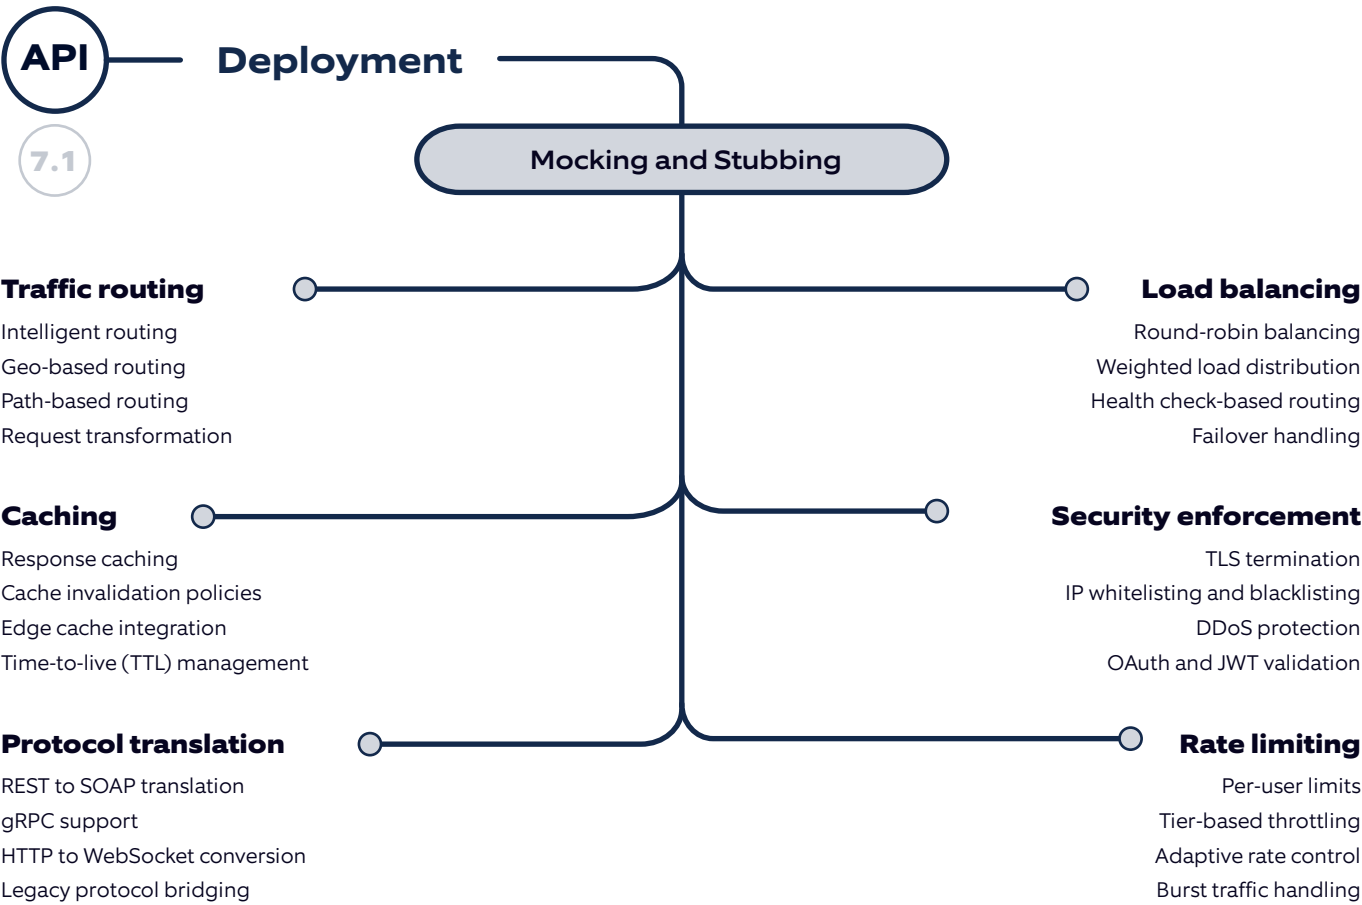 API
Deployment
7.1
Mocking and Stubbing
Traffic routing
Intelligent routing
Geo-based routing
Path-based routing
Request transformation
Load balancing
Round-robin balancing
Weighted load distribution
Health check-based routing
Failover handling
Caching
Response caching
Cache invalidation policies
Edge cache integration
Time-to-live (TTL) management
Security enforcement
TLS termination
IP whitelisting and blacklisting
DDoS protection
OAuth and JWT validation
Protocol translation
REST to SOAP translation
gRPC support
HTTP to WebSocket conversion
Legacy protocol bridging
Rate limiting
Per-user limits
Tier-based throttling
Adaptive rate control
Burst traffic handling